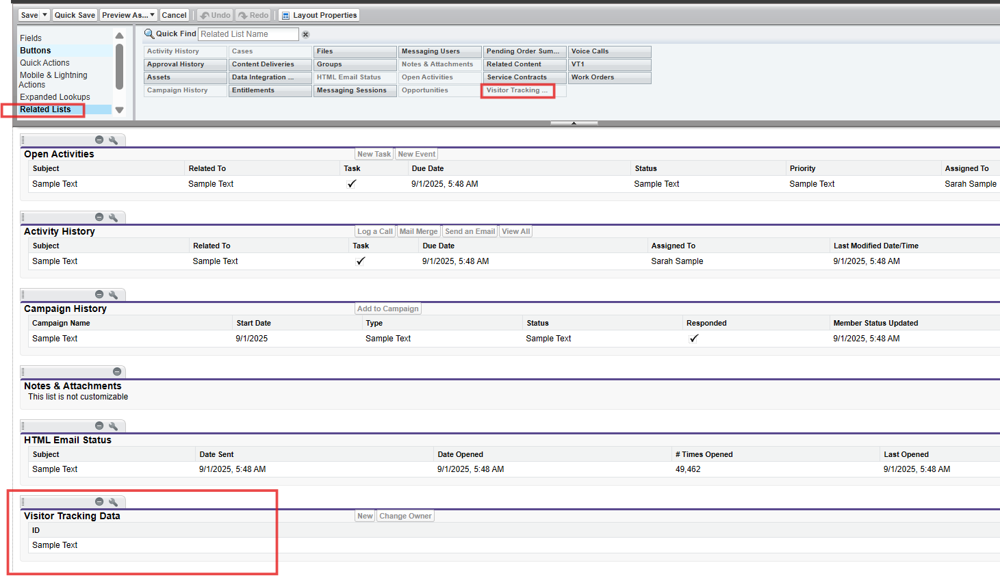 Save Quick Save Preview As... Cancel Undo Redo Layout Properties
Fields
Buttons
Quick Actions
Mobile & Lightning
Actions
Expanded Lookups
Related Lists
Quick Find Related List Name
Activity History Cases Files Messaging Users Pending Order Sum... Voice Calls
Approval History Content Deliveries Groups Notes & Attachments Related Content VT1
Assets Data Integration ... HTML Email Status Open Activities Service Contracts Work Orders
Campaign History Entitlements Messaging Sessions Opportunities Visitor Tracking ...
Open Activities New Task New Event
Subject Related To Task Due Date Status Priority Assigned To
Sample Text Sample Text 9/1/2025, 5:48 AM Sample Text Sample Text Sarah Sample
Activity History Log a Call Mail Merge Send an Email View All
Subject Related To Task Due Date Assigned To Last Modified Date/Time
Sample Text Sample Text 9/1/2025, 5:48 AM Sarah Sample 9/1/2025, 5:48 AM
Campaign History Add to Campaign
Campaign Name Start Date Type Status Responded Member Status Updated
Sample Text 9/1/2025 Sample Text Sample Text 9/1/2025, 5:48 AM
Notes & Attachments
This list is not customizable
HTML Email Status
Subject Date Sent Date Opened # Times Opened Last Opened
Sample Text 9/1/2025, 5:48 AM 9/1/2025, 5:48 AM 49,462 9/1/2025, 5:48 AM
Visitor Tracking Data New Change Owner
ID
Sample Text